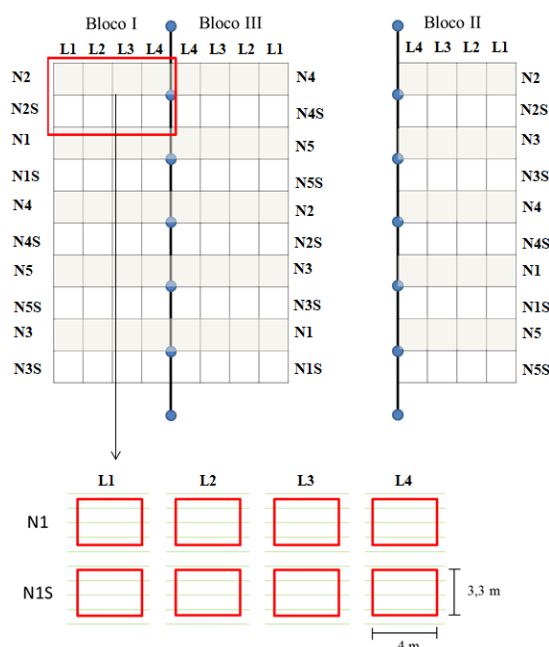 Bloco I Bloco III Bloco II
L1 L2 L3 L4 L4 L3 L2 L1 L4 L3 L2 L1
N2 N4 N2
N2S N4S N2S
N1 N5 N3
N1S N5S N3S
N4 N2 N4
N4S N2S N4S
N5 N3 N1
N5S N3S N1S
N3 N1 N5
N3S N1S N5S
L1 L2 L3 L4
N1
N1S 3,3 m
4 m